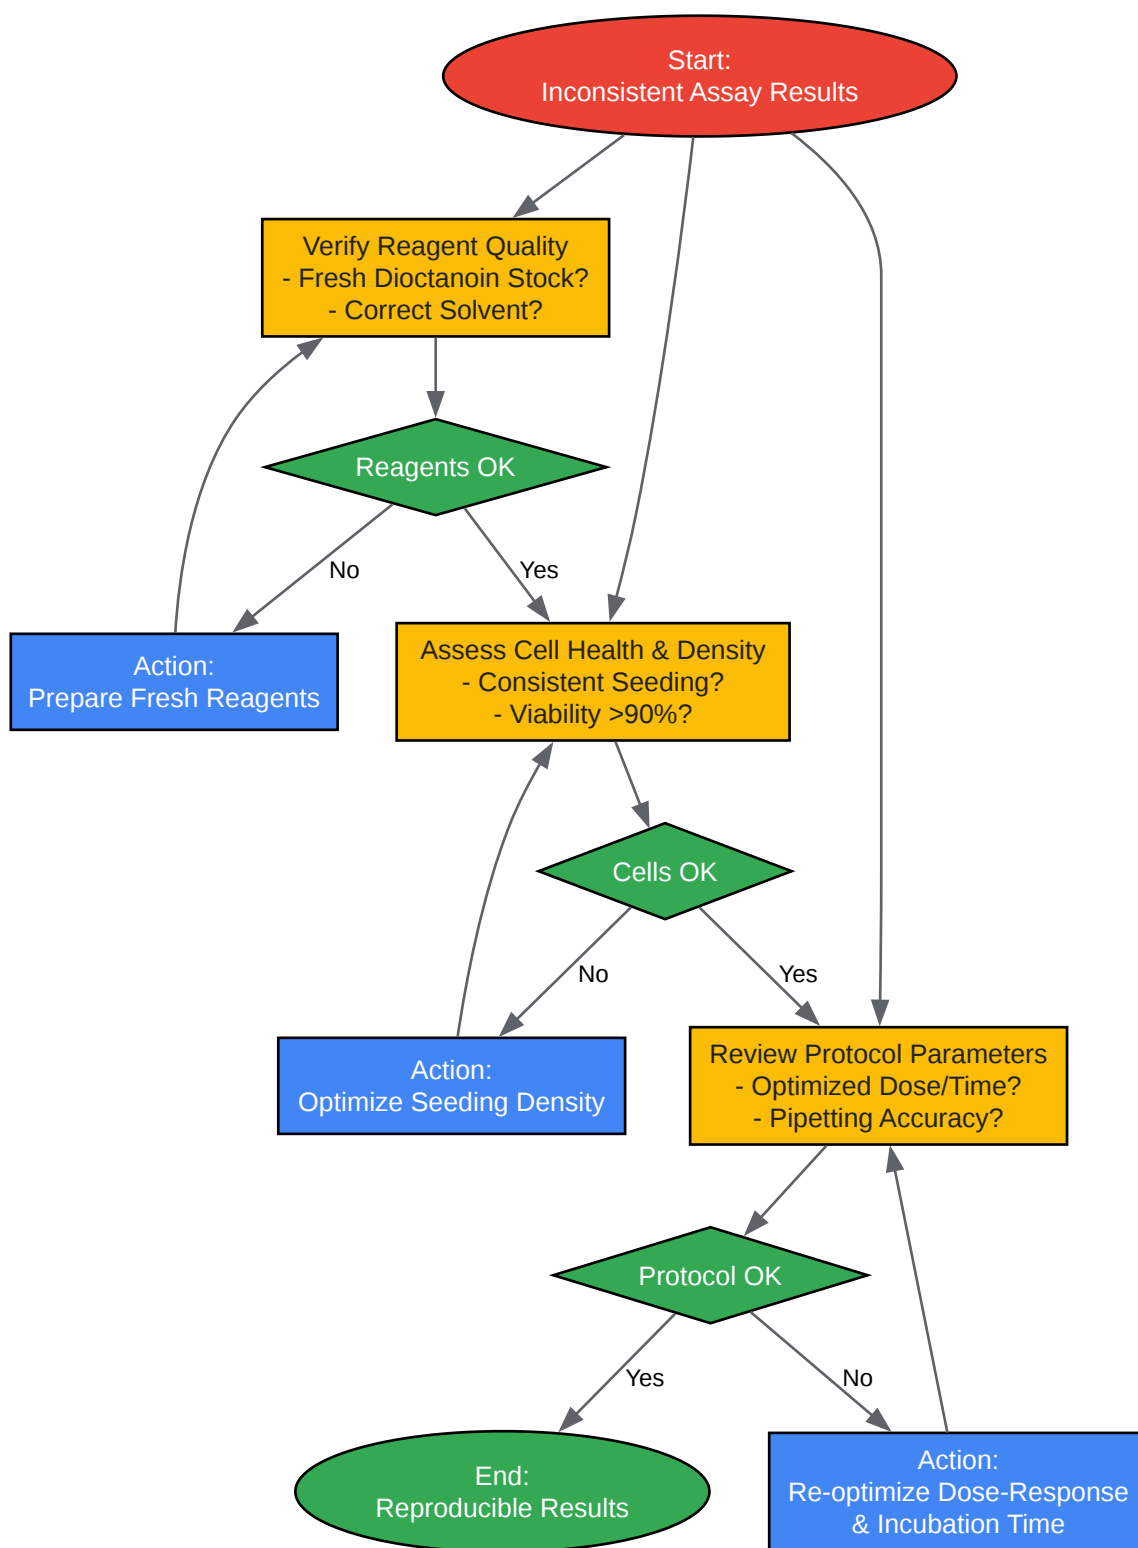 Start:
Inconsistent Assay Results
Verify Reagent Quality
- Fresh Dioctanoin Stock?
- Correct Solvent?
Reagents OK
No
Yes
Action:
Prepare Fresh Reagents
Assess Cell Health & Density
- Consistent Seeding?
- Viability >90%?
Cells OK
No
Yes
Action:
Optimize Seeding Density
Review Protocol Parameters
- Optimized Dose/Time?
- Pipetting Accuracy?
Protocol OK
Yes
No
End:
Reproducible Results
Action:
Re-optimize Dose-Response
& Incubation Time